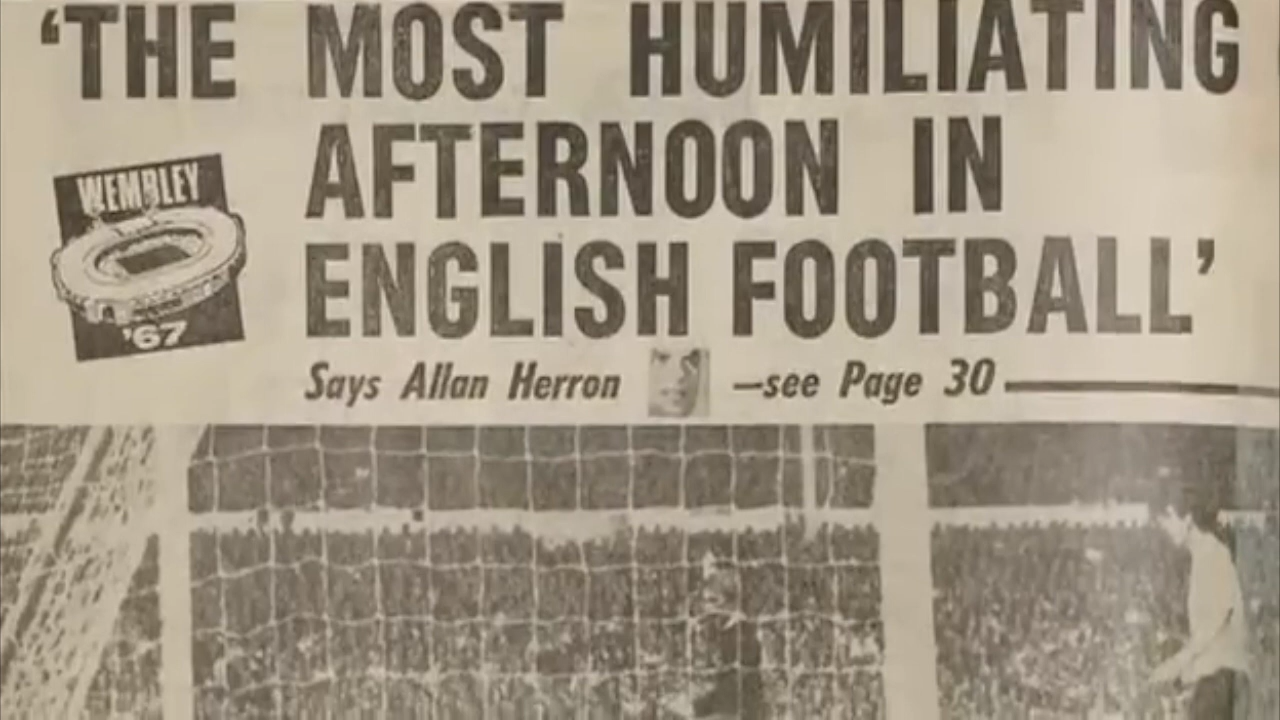 ‘THE MOST HUMILIATING
AFTERNOON IN
ENGLISH FOOTBALL’
WEMBLEY
’67
Says Allan Herron —see Page 30